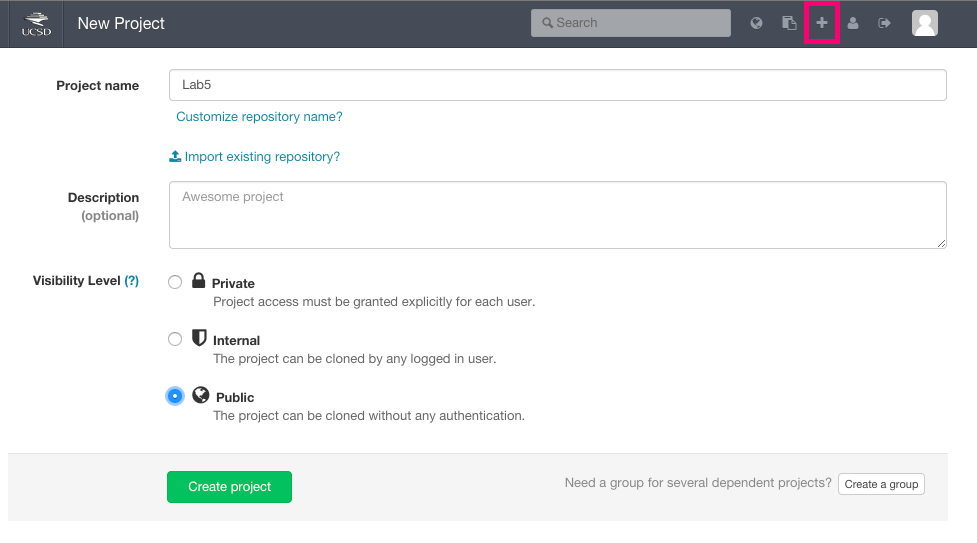 UCSD
New Project
Search
Project name
Lab5
Customize repository name?
Import existing repository?
Description
(optional)
Awesome project
Visibility Level (?)
Private
Project access must be granted explicitly for each user.
Internal
The project can be cloned by any logged in user.
Public
The project can be cloned without any authentication.
Create project
Need a group for several dependent projects?
Create a group